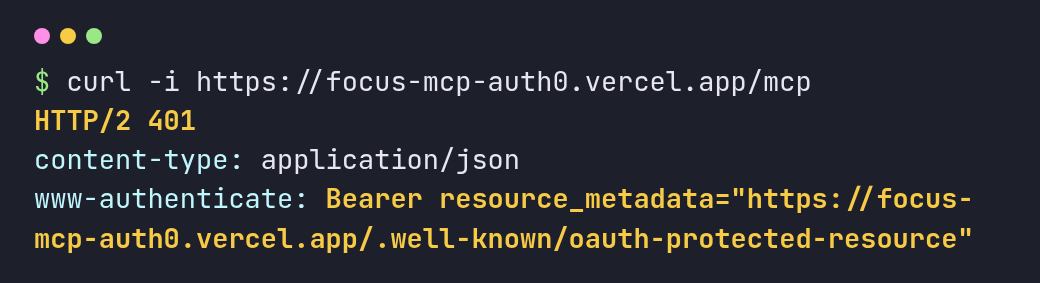 $ curl -i https://focus-mcp-auth0.vercel.app/mcp
HTTP/2 401
content-type: application/json
www-authenticate: Bearer resource_metadata="https://focus-
mcp-auth0.vercel.app/.well-known/oauth-protected-resource"